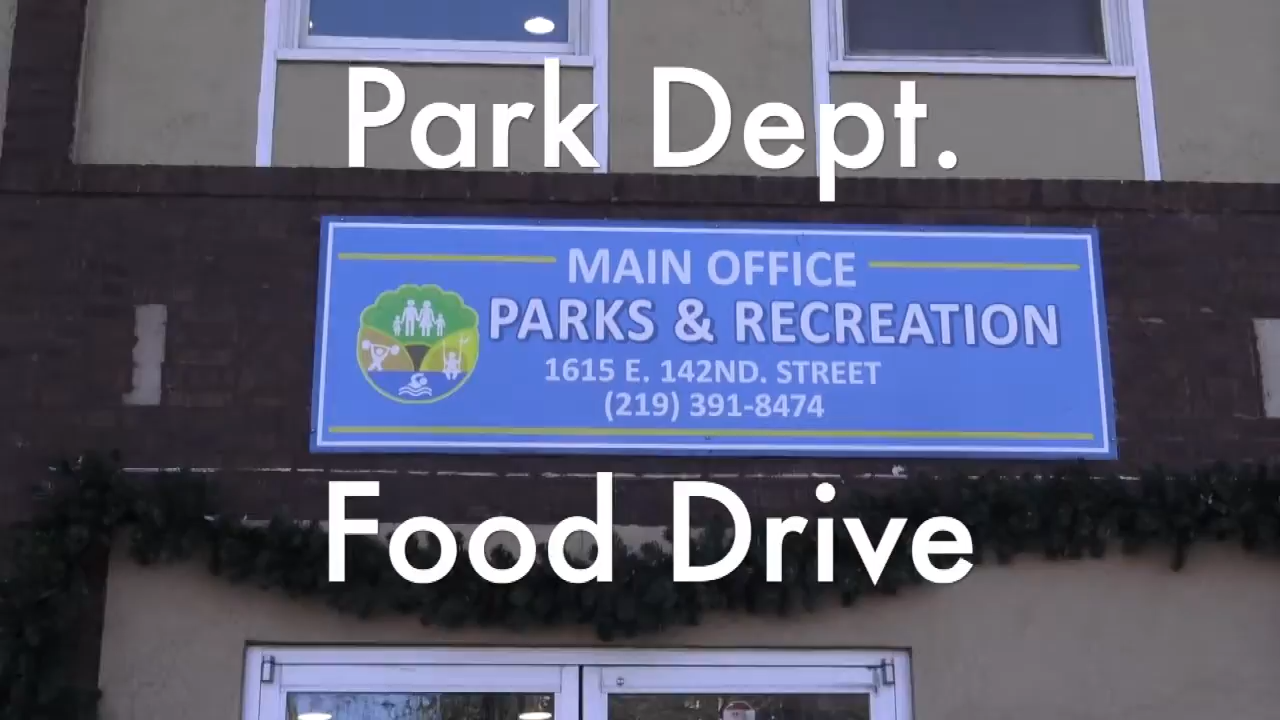 Park Dept.
MAIN OFFICE
PARKS & RECREATION
1615 E. 142ND. STREET
(219) 391-8474
Food Drive